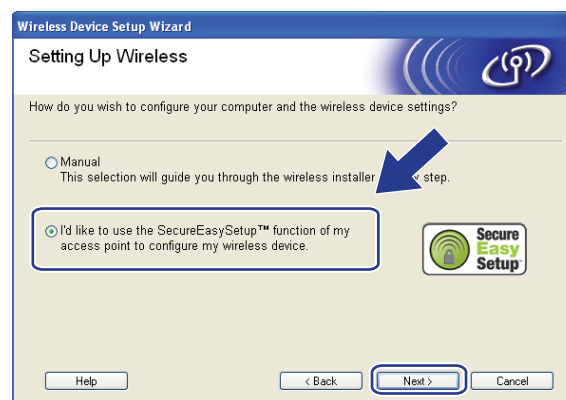 Wireless Device Setup Wizard
Setting Up Wireless
How do you wish to configure your computer and the wireless device settings?
Manual
This selection will guide you through the wireless installer step.
I'd like to use the SecureEasySetup™ function of my
access point to configure my wireless device.
Secure
Easy
Setup
Help
< Back
Next >
Cancel